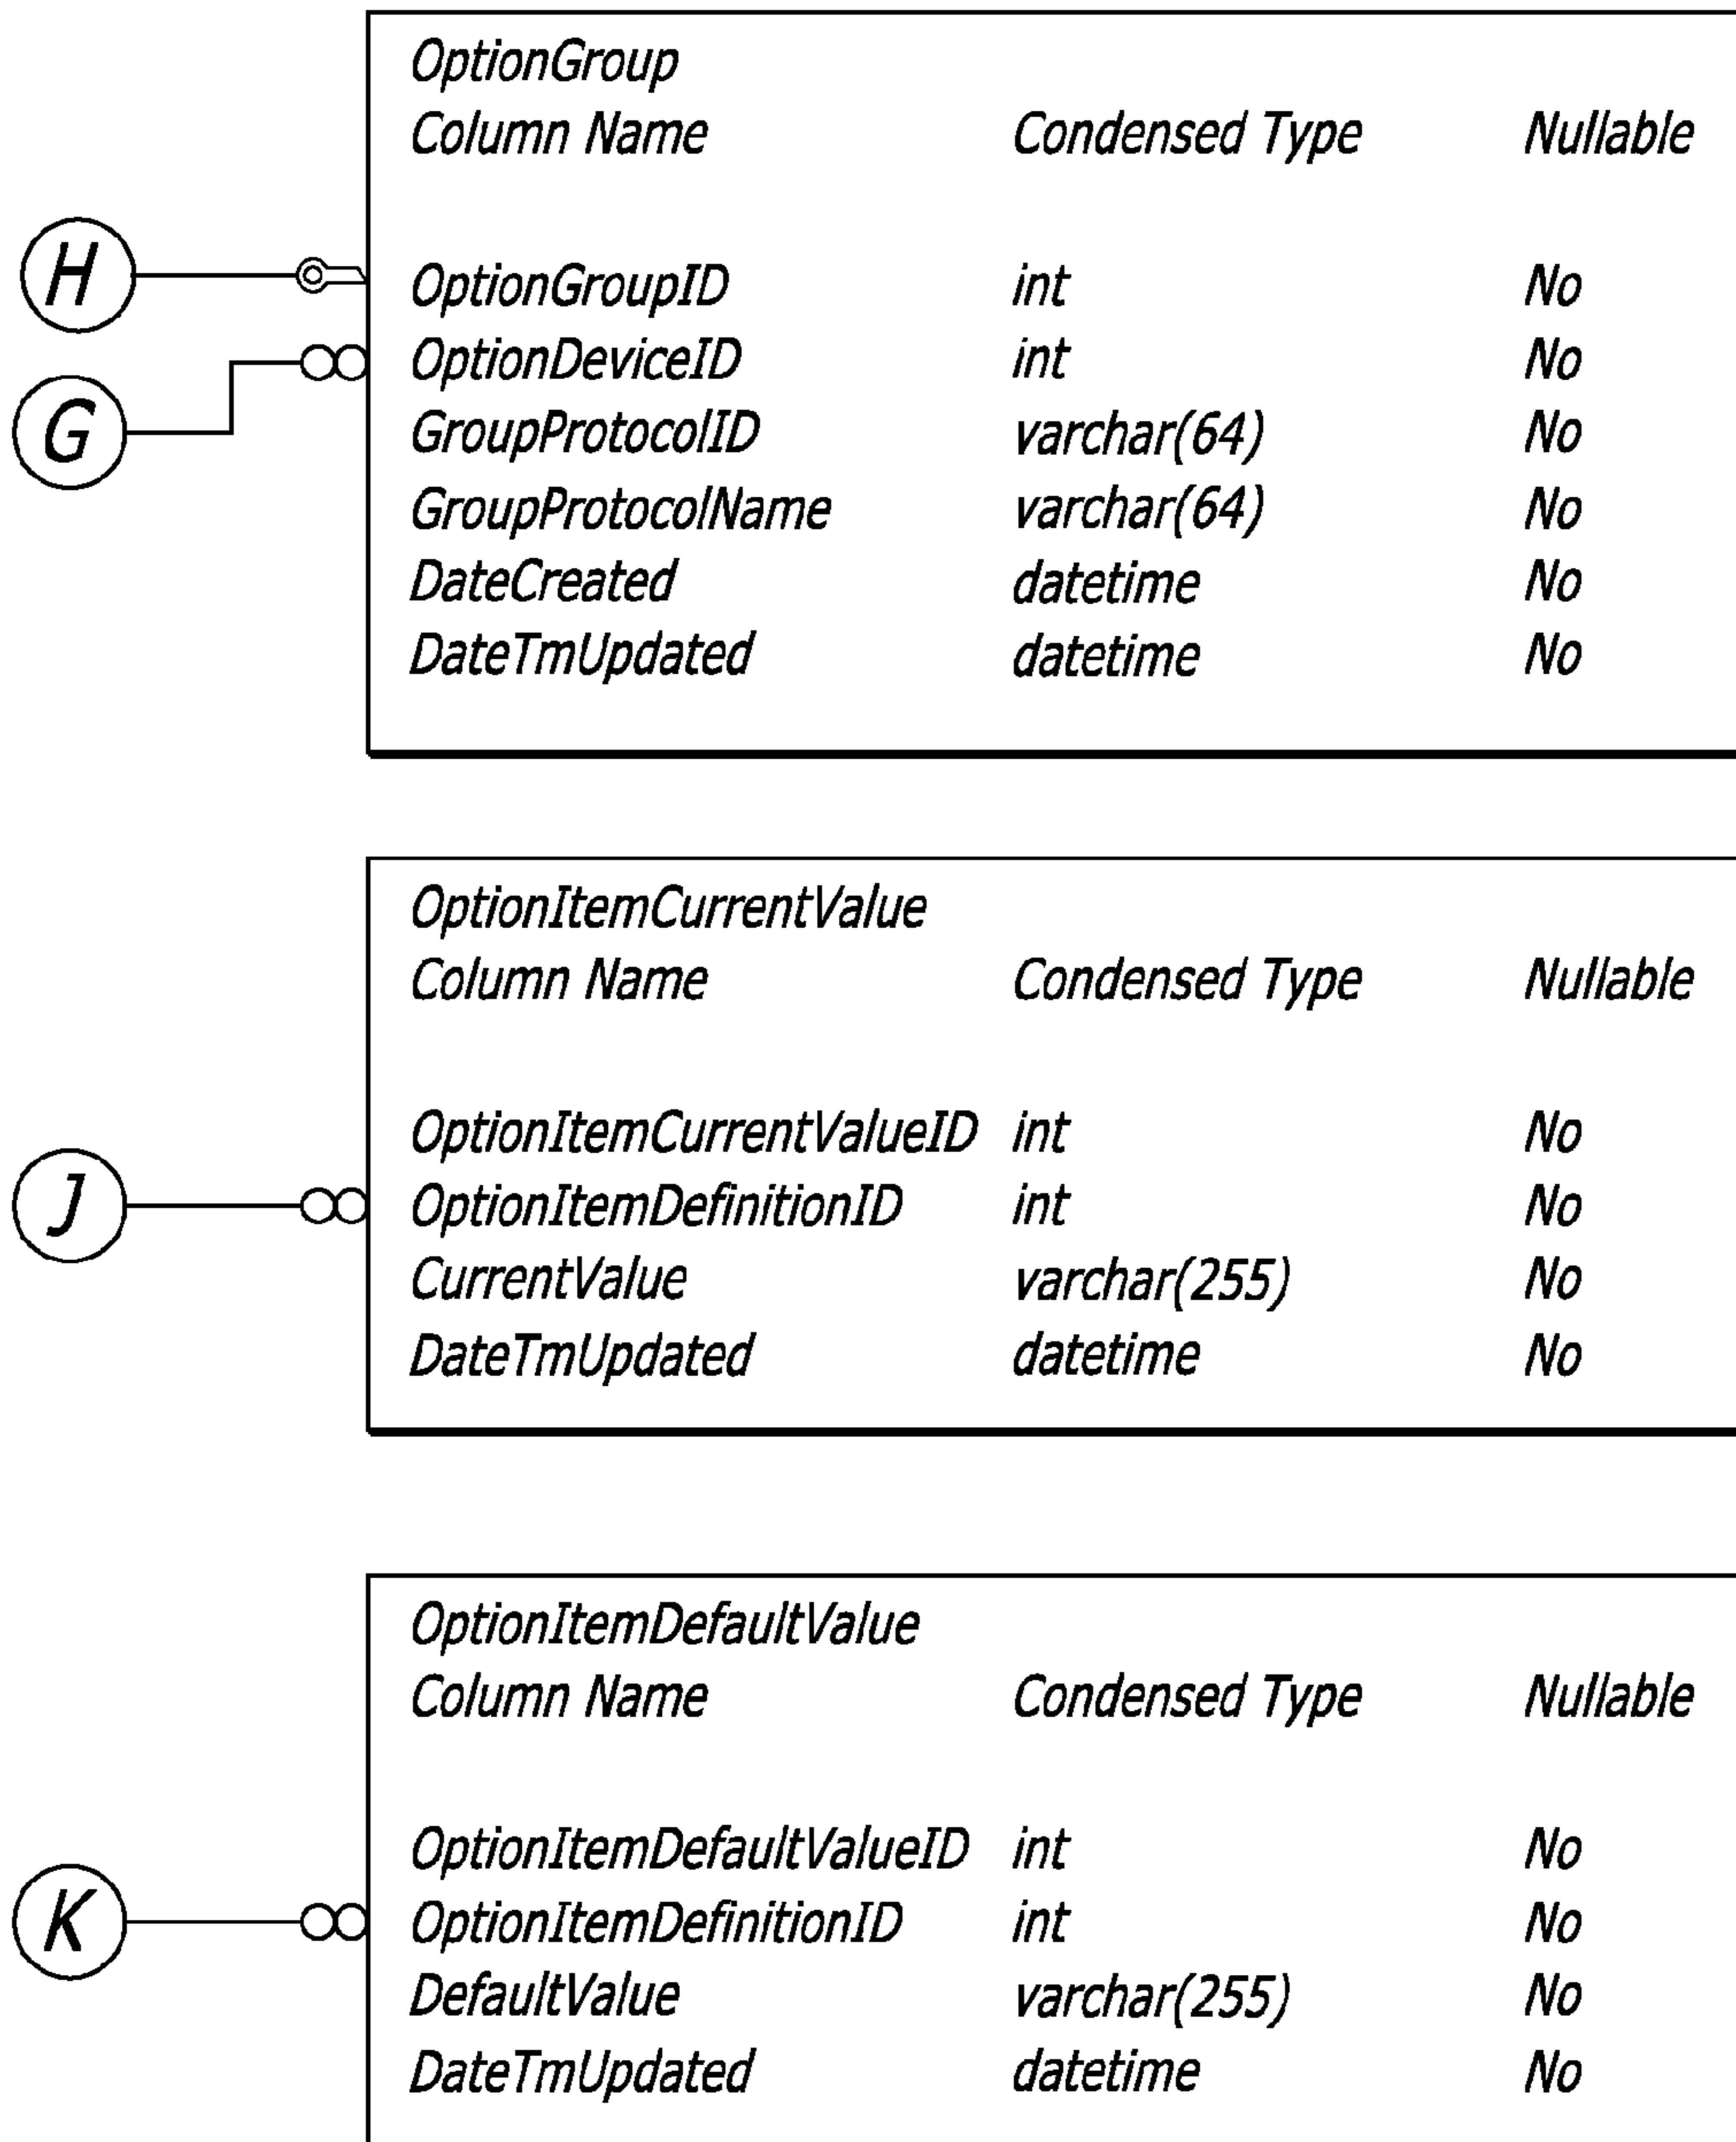 OptionGroup
Column Name Condensed Type Nullable
H
OptionGroupID int No
OptionDeviceID int No
G
GroupProtocolID varchar(64) No
GroupProtocolName varchar(64) No
DateCreated datetime No
DateTmUpdated datetime No
OptionItemCurrentValue
Column Name Condensed Type Nullable
OptionItemCurrentValueID int No
J
OptionItemDefinitionID int No
CurrentValue varchar(255) No
DateTmUpdated datetime No
OptionItemDefaultValue
Column Name Condensed Type Nullable
OptionItemDefaultValueID int No
K
OptionItemDefinitionID int No
DefaultValue varchar(255) No
DateTmUpdated datetime No